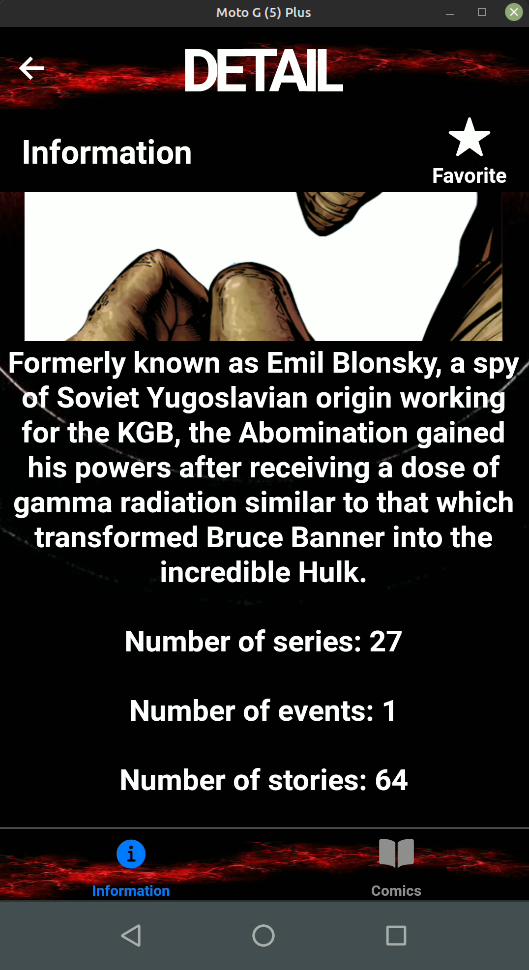 Moto G (5) Plus
DETAIL
Information
Favorite
Formerly known as Emil Blonsky, a spy
of Soviet Yugoslavian origin working
for the KGB, the Abomination gained
his powers after receiving a dose of
gamma radiation similar to that which
transformed Bruce Banner into the
incredible Hulk.
Number of series: 27
Number of events: 1
Number of stories: 64
Information
Comics